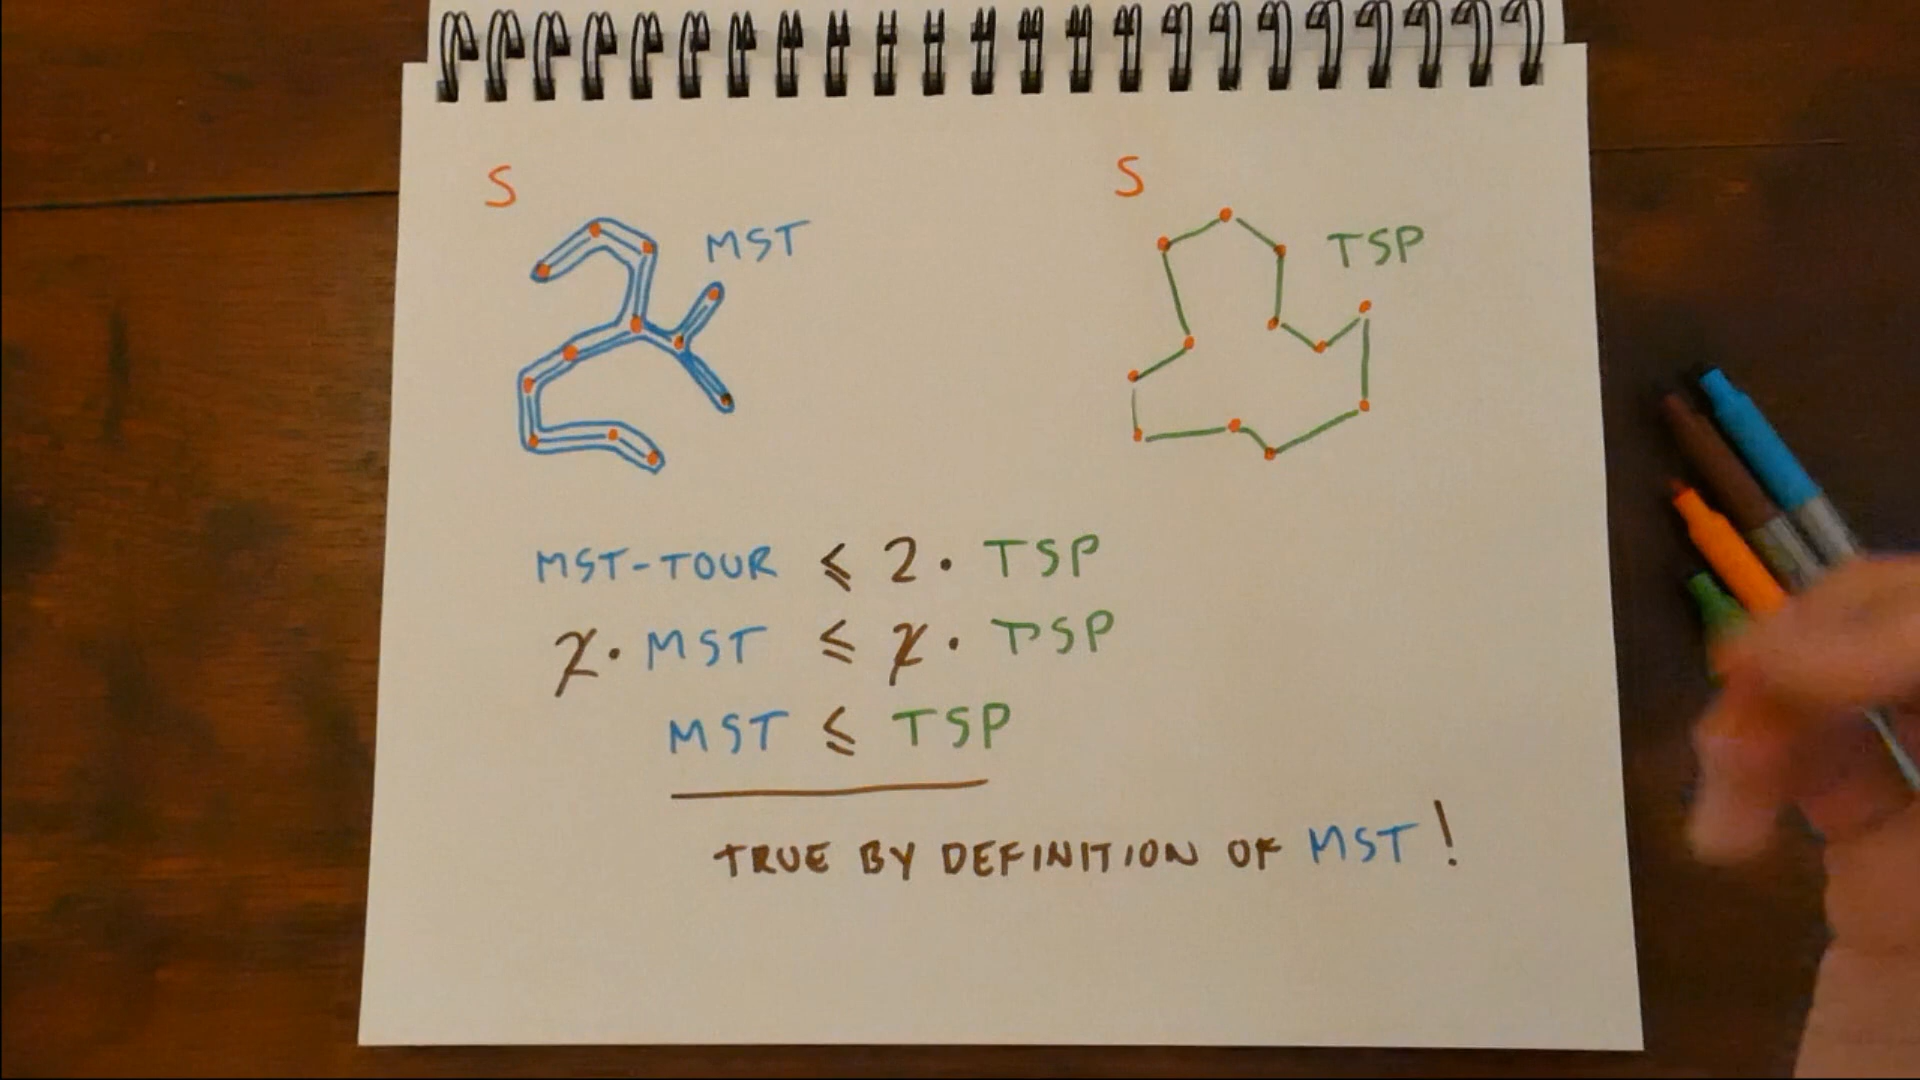 S
MST
S
TSP
MST-TOUR ≤ 2 · TSP
2 · MST ≤ 2 · TSP
MST ≤ TSP
TRUE BY DEFINITION OF MST!